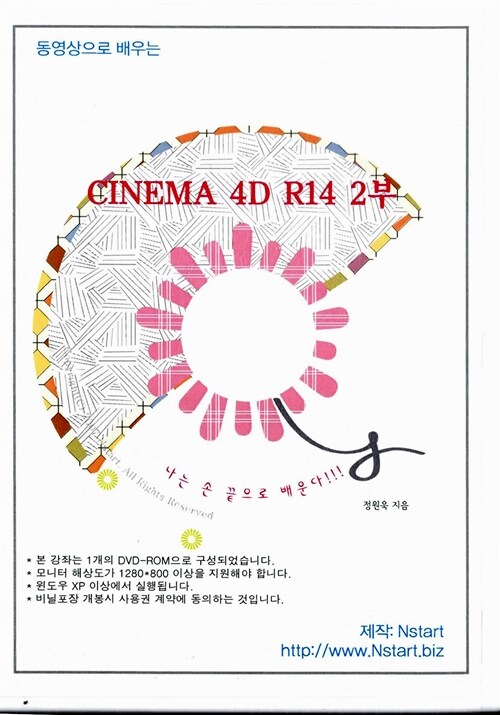 동영상으로 배우는
CINEMA 4D R14 2부
All Rights Reserved
나는 손 끝으로 배운다!!!
정원욱 지음
* 본 강좌는 1개의 DVD-ROM으로 구성되었습니다.
* 모니터 해상도가 1280*800 이상을 지원해야 합니다.
* 윈도우 XP 이상에서 실행됩니다.
* 비닐포장 개봉시 사용권 계약에 동의하는 것입니다.
제작: Nstart
http://www.Nstart.biz